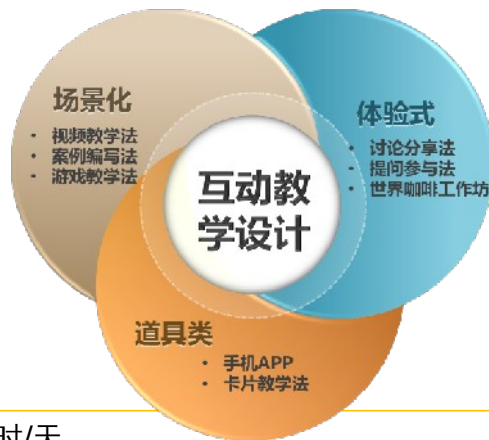 场景化
• 视频教学法
• 案例编写法
• 游戏教学法
体验式
• 讨论分享法
• 提问参与法
• 世界咖啡工作坊
互动教
学设计
道具类
• 手机APP
• 卡片教学法
时/天